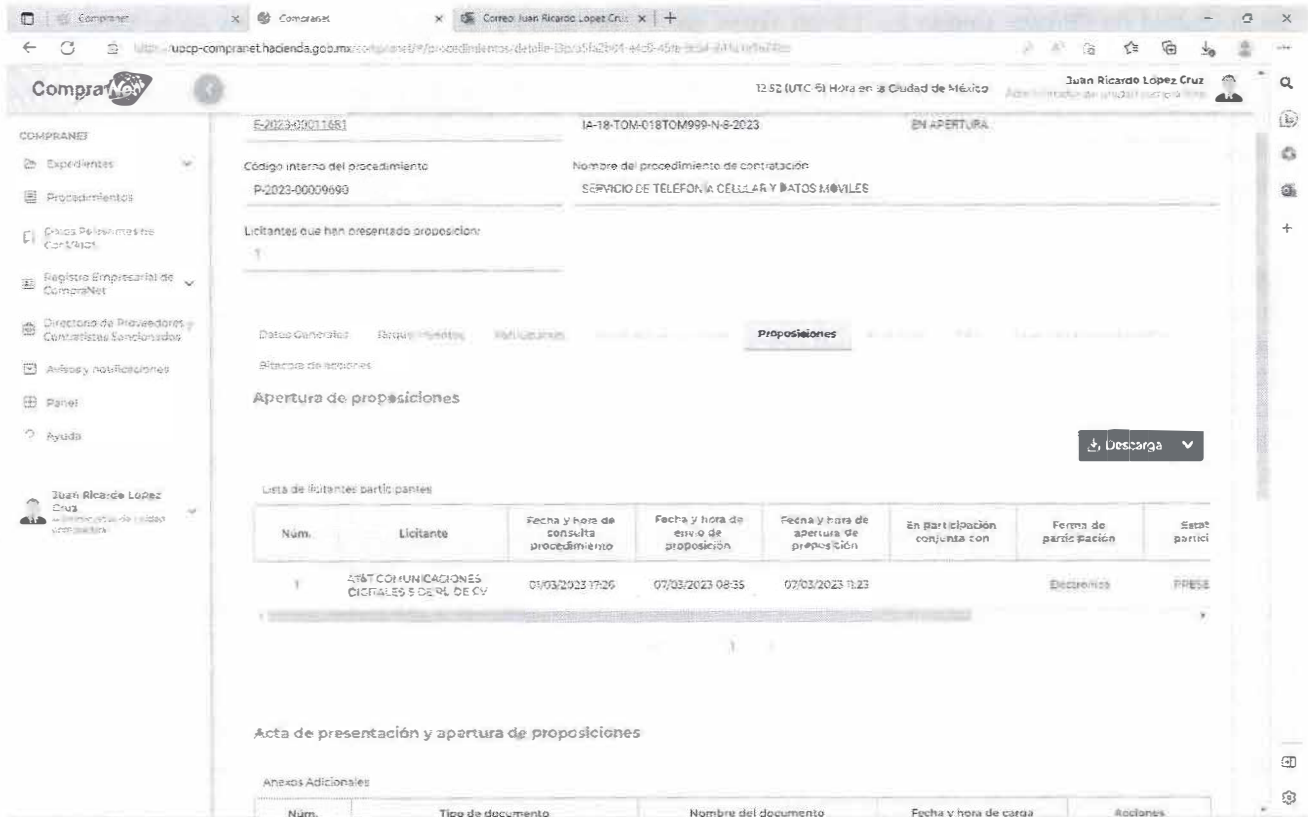 Compranet
Compranet
Correo: Juan Ricardo Lopez Cruz
upcp-compranet.hacienda.gob.mx
CompraNet
12:52 (UTC-6) Hora en la Ciudad de México
Juan Ricardo Lopez Cruz
COMPRANET
Expedientes
Procedimientos
Registro Empresarial de
CompraNet
Directorio de Proveedores y
Contratistas Sancionados
Avisos y notificaciones
Panel
Ayuda
Juan Ricardo Lopez
Cruz
E-2023-00011681
IA-18-TOM-018TOM999-N-8-2023
EN APERTURA
Código interno del procedimiento
Nombre del procedimiento de contratación
P-2023-00009690
SERVICIO DE TELEFONÍA CELULAR Y DATOS MÓVILES
Licitantes que han presentado proposicion:
1
Datos Generales
Requerimientos
Proposiciones
Bitácora de acciones
Apertura de proposiciones
Descarga
Lista de licitantes participantes
Núm.
Licitante
Fecha y hora de
consulta
procedimiento
Fecha y hora de
envío de
proposición
Fecha y hora de
apertura de
proposición
En participación
conjunta con
Forma de
participación
Estat
partici
1
AT&T COMUNICACIONES
DIGITALES S DE RL DE CV
01/03/2023 17:26
07/03/2023 08:35
07/03/2023 11:23
Electrónica
PRESE
1
Acta de presentación y apertura de proposiciones
Anexos Adicionales
Núm.
Tipo de documento
Nombre del documento
Fecha y hora de carga
Acciones